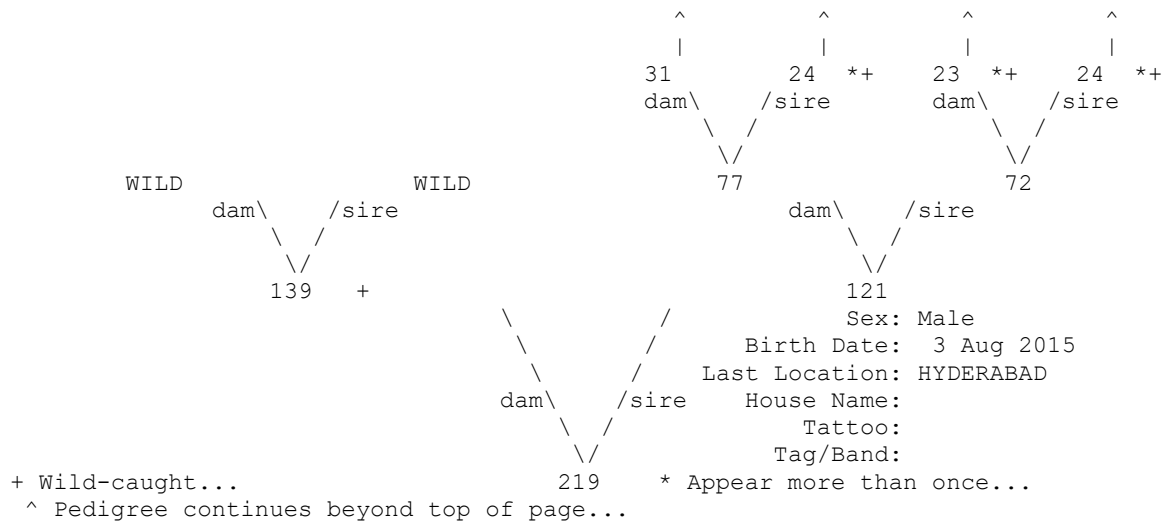 ^ ^ ^ ^
| | | |
31 24 *+ 23 *+ 24 *+
dam\ /sire dam\ /sire
\ / \ /
\/ \/
WILD WILD 77 72
dam\ /sire dam\ /sire
\ / \ /
\/ \/
139 + 121
\ / Sex: Male
\ / Birth Date: 3 Aug 2015
\ / Last Location: HYDERABAD
dam\ /sire House Name:
\ / Tattoo:
\/ Tag/Band:
+ Wild-caught... 219 * Appear more than once...
^ Pedigree continues beyond top of page...